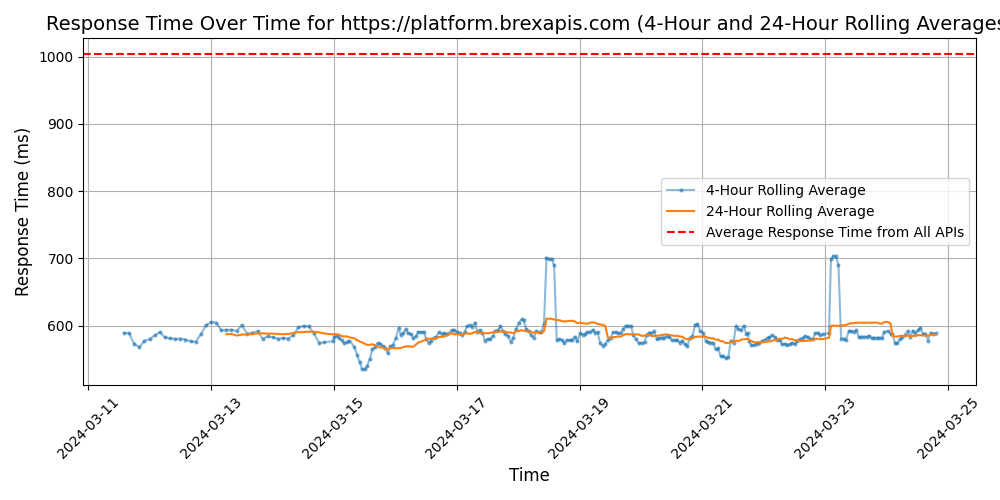 Response Time Over Time for https://platform.brexapis.com (4-Hour and 24-Hour Rolling Averages
Response Time (ms)
1000
900
800
700
600
4-Hour Rolling Average
24-Hour Rolling Average
Average Response Time from All APIs
2024-03-11
2024-03-13
2024-03-15
2024-03-17
2024-03-19
2024-03-21
2024-03-23
2024-03-25
Time